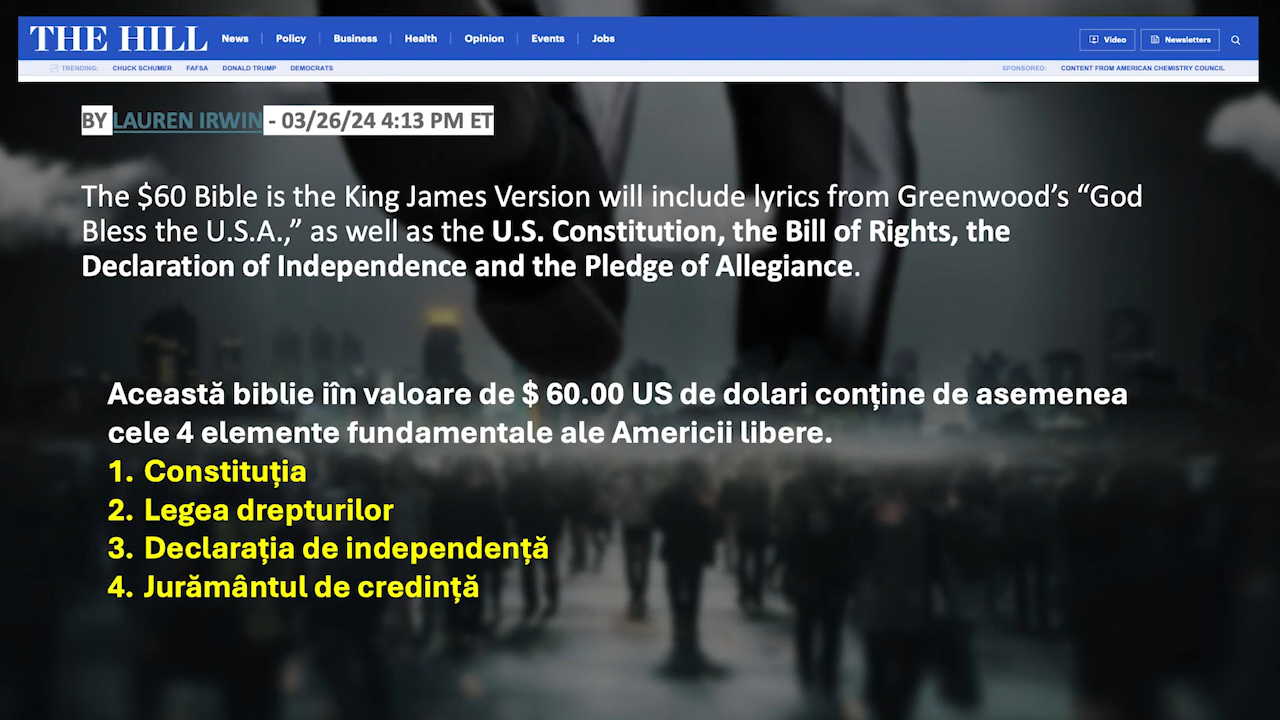 THE HILL News Policy Business Health Opinion Events Jobs Video Newsletters
TRENDING: CHUCK SCHUMER FAFSA DONALD TRUMP DEMOCRATS SPONSORED: CONTENT FROM AMERICAN CHEMISTRY COUNCIL
BY LAUREN IRWIN - 03/26/24 4:13 PM ET
The $60 Bible is the King James Version will include lyrics from Greenwood’s “God
Bless the U.S.A.,” as well as the U.S. Constitution, the Bill of Rights, the
Declaration of Independence and the Pledge of Allegiance.
Această biblie iîn valoare de $ 60.00 US de dolari conține de asemenea
cele 4 elemente fundamentale ale Americii libere.
1. Constituția
2. Legea drepturilor
3. Declarația de independență
4. Jurământul de credință